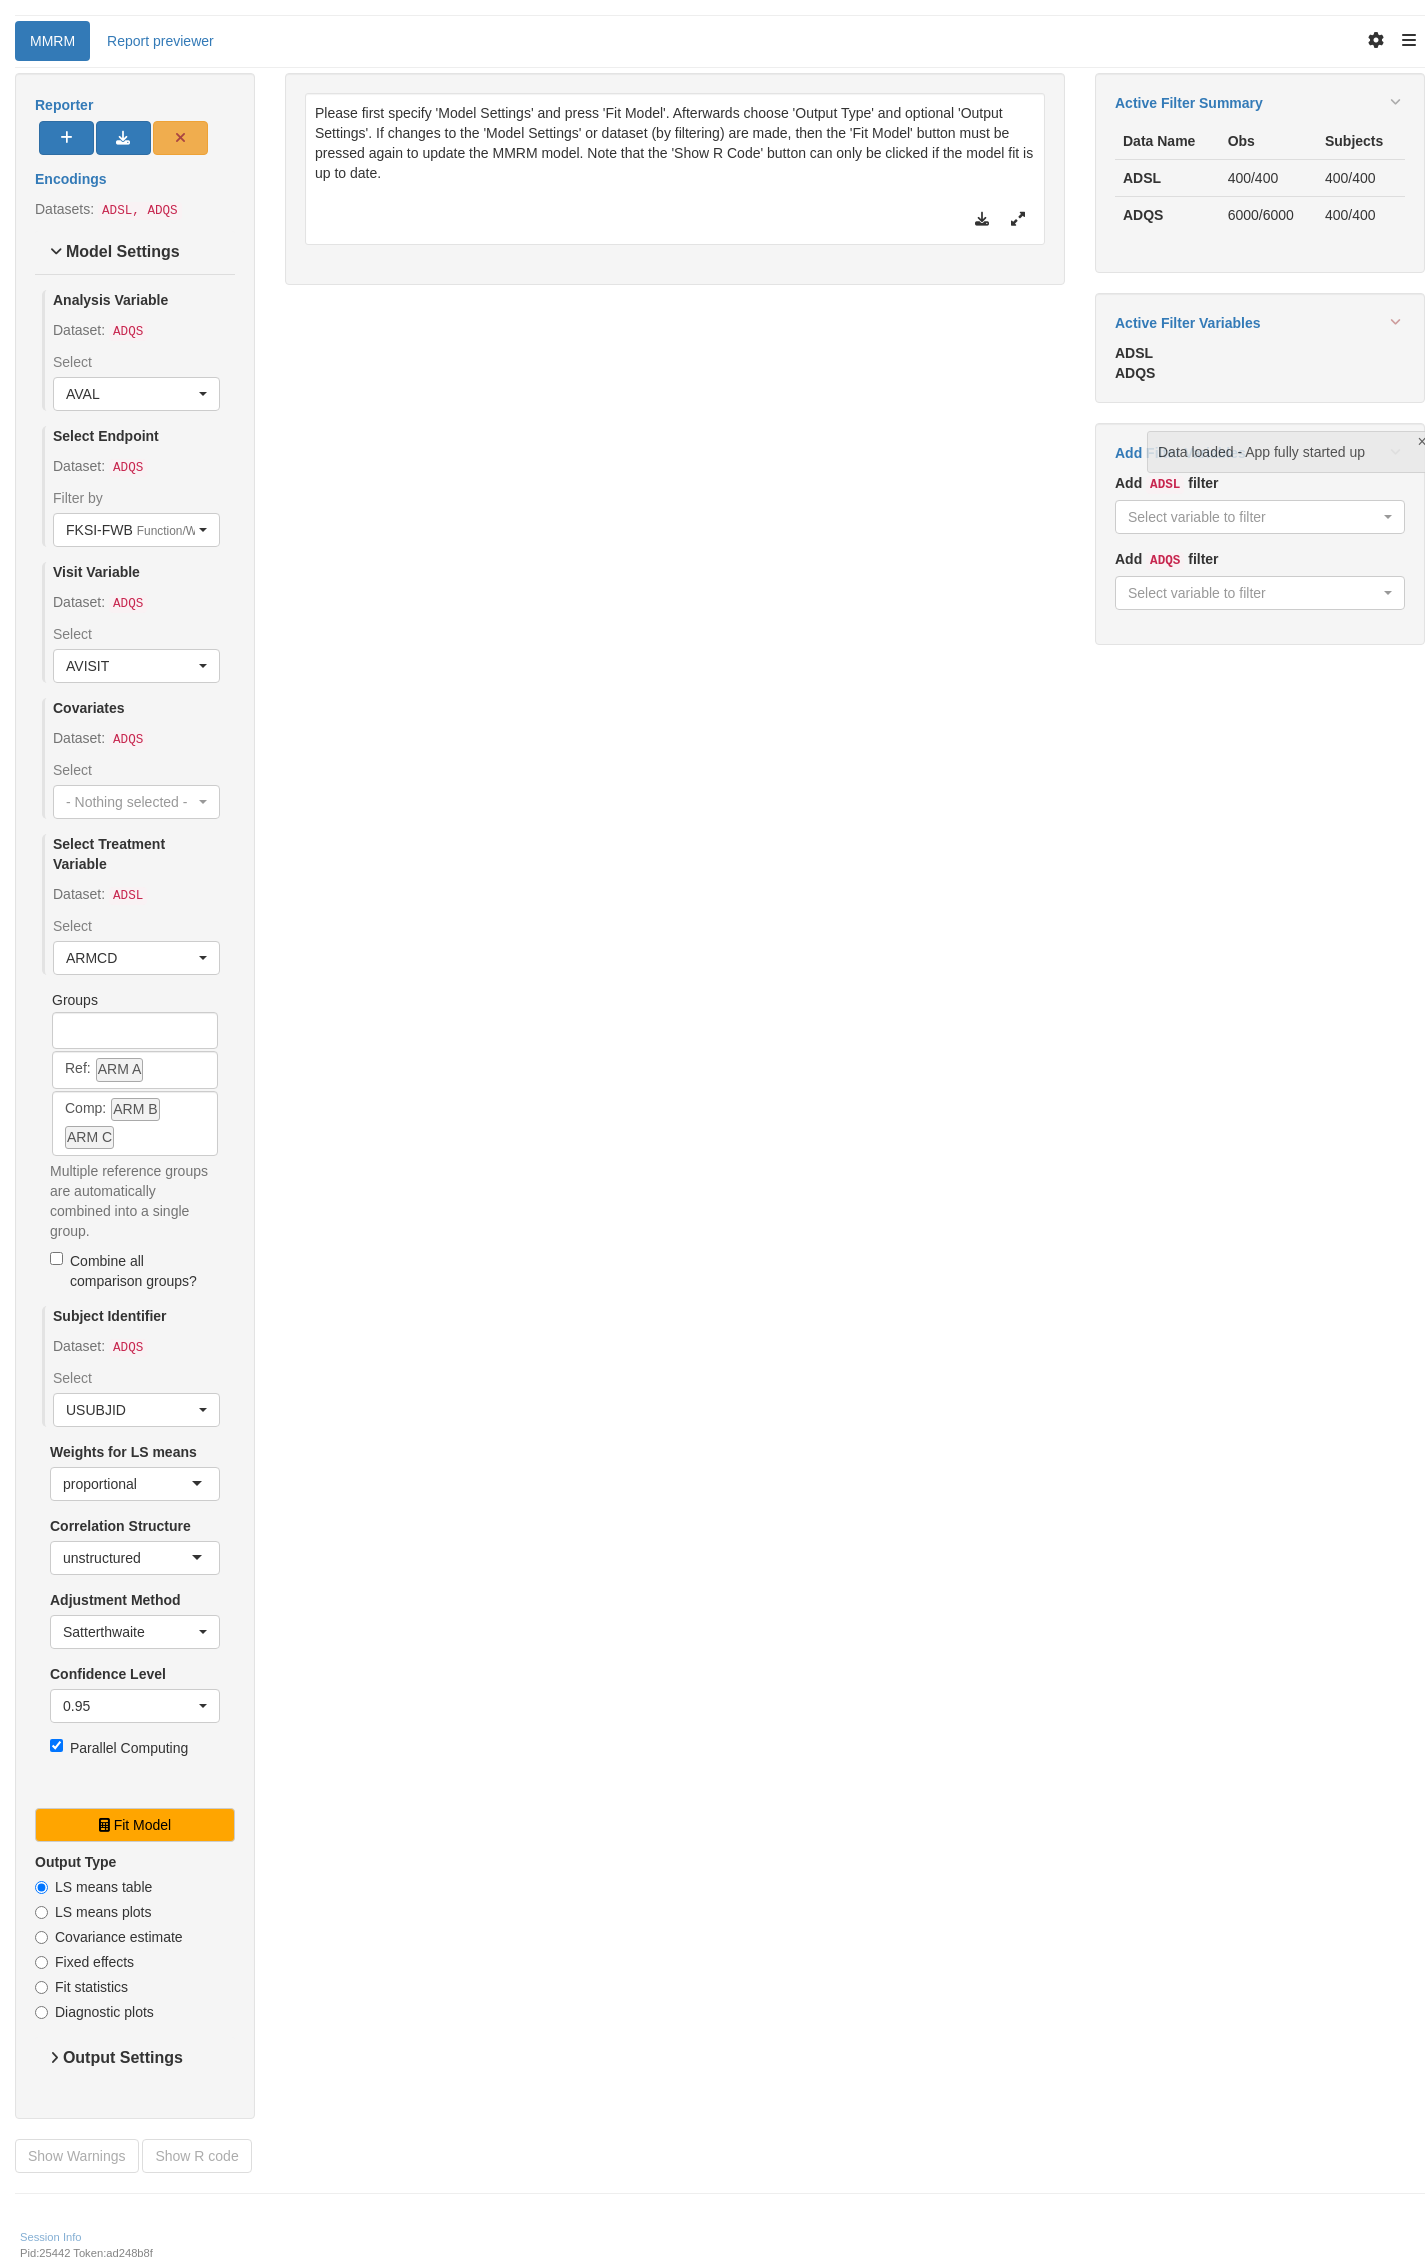 MMRM
Report previewer
Reporter
Encodings
Datasets: ADSL, ADQS
Model Settings
Analysis Variable
Dataset: ADQS
Select
AVAL
Select Endpoint
Dataset: ADQS
Filter by
FKSI-FWB Function/W
Visit Variable
Dataset: ADQS
Select
AVISIT
Covariates
Dataset: ADQS
Select
- Nothing selected -
Select Treatment
Variable
Dataset: ADSL
Select
ARMCD
Groups
Ref: ARM A
Comp: ARM B
ARM C
Multiple reference groups
are automatically
combined into a single
group.
Combine all
comparison groups?
Subject Identifier
Dataset: ADQS
Select
USUBJID
Weights for LS means
proportional
Correlation Structure
unstructured
Adjustment Method
Satterthwaite
Confidence Level
0.95
Parallel Computing
Fit Model
Output Type
LS means table
LS means plots
Covariance estimate
Fixed effects
Fit statistics
Diagnostic plots
Output Settings
Show Warnings
Show R code
Please first specify 'Model Settings' and press 'Fit Model'. Afterwards choose 'Output Type' and optional 'Output
Settings'. If changes to the 'Model Settings' or dataset (by filtering) are made, then the 'Fit Model' button must be
pressed again to update the MMRM model. Note that the 'Show R Code' button can only be clicked if the model fit is
up to date.
Active Filter Summary
Data Name Obs Subjects
ADSL 400/400 400/400
ADQS 6000/6000 400/400
Active Filter Variables
ADSL
ADQS
Add
Data loaded - App fully started up
×
Add ADSL filter
Select variable to filter
Add ADQS filter
Select variable to filter
Session Info
Pid:25442 Token:ad248b8f